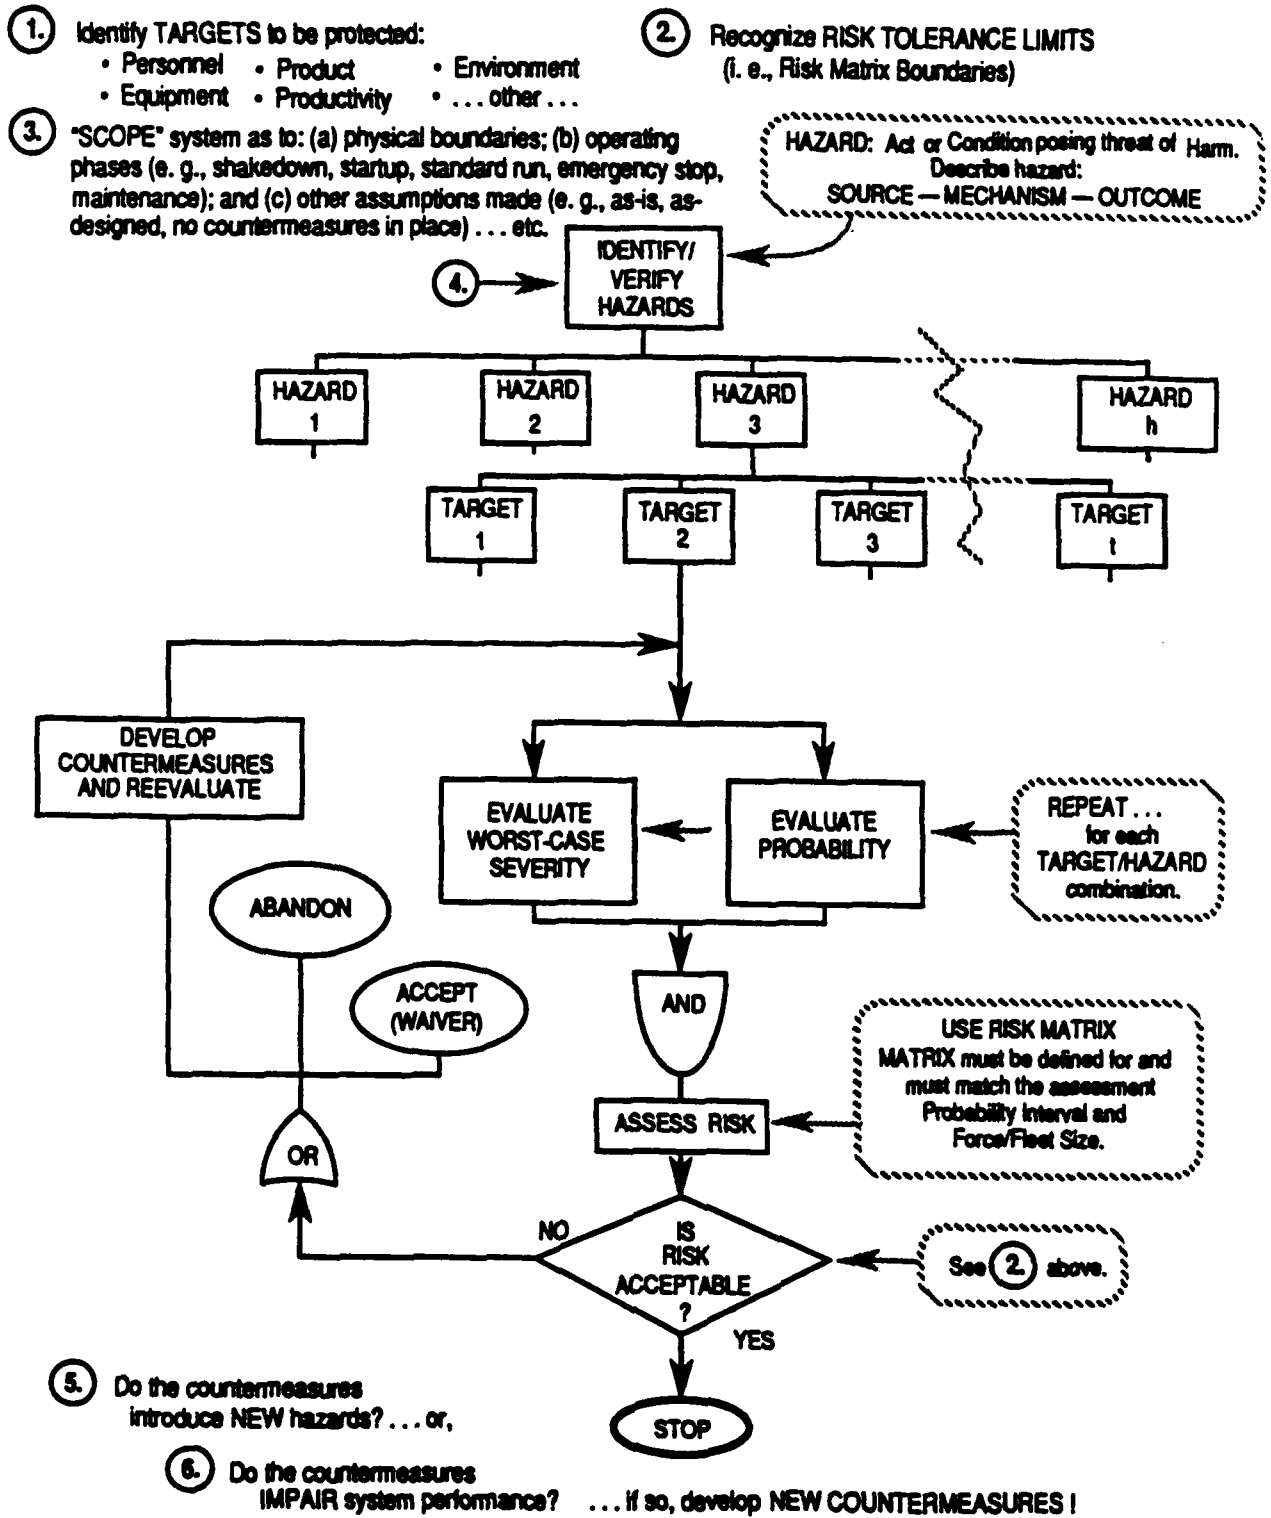 1. Identify TARGETS to be protected:
• Personnel • Product • Environment
• Equipment • Productivity • ... other ...
2. Recognize RISK TOLERANCE LIMITS
(i. e., Risk Matrix Boundaries)
3. "SCOPE" system as to: (a) physical boundaries; (b) operating
phases (e. g., shakedown, startup, standard run, emergency stop,
maintenance); and (c) other assumptions made (e. g., as-is, as-
designed, no countermeasures in place) ... etc.
HAZARD: Act or Condition posing threat of Harm.
Describe hazard:
SOURCE — MECHANISM — OUTCOME
4.
IDENTIFY/
VERIFY
HAZARDS
HAZARD
1
HAZARD
2
HAZARD
3
HAZARD
h
TARGET
1
TARGET
2
TARGET
3
TARGET
t
DEVELOP
COUNTERMEASURES
AND REEVALUATE
EVALUATE
WORST-CASE
SEVERITY
EVALUATE
PROBABILITY
REPEAT ...
for each
TARGET/HAZARD
combination.
ABANDON
ACCEPT
(WAIVER)
AND
USE RISK MATRIX
MATRIX must be defined for and
must match the assessment
Probability Interval and
Force/Fleet Size.
ASSESS RISK
OR
NO
IS
RISK
ACCEPTABLE
?
See 2. above.
YES
STOP
5. Do the countermeasures
introduce NEW hazards? ... or,
6. Do the countermeasures
IMPAIR system performance? ... if so, develop NEW COUNTERMEASURES !